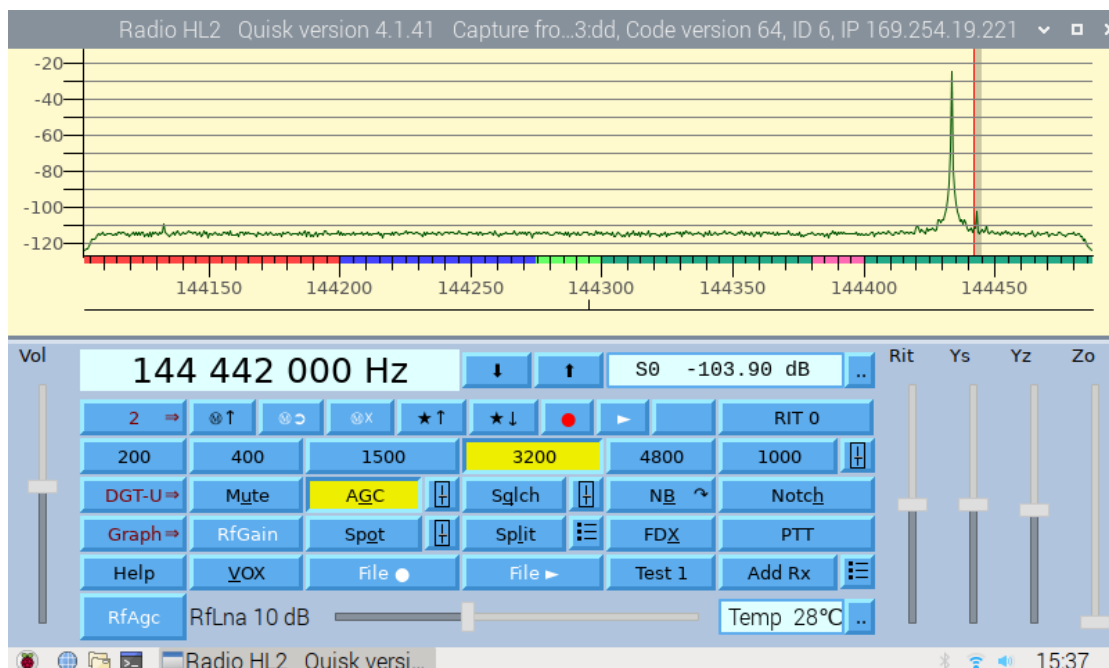 Radio HL2 Quisk version 4.1.41 Capture fro...3:dd, Code version 64, ID 6, IP 169.254.19.221
-20
-40
-60
-80
-100
-120
144150 144200 144250 144300 144350 144400 144450
Vol 144 442 000 Hz ⬇ ⬆ S0 -103.90 dB .. Rit Ys Yz Zo
2 ⇒ Ⓜ↑ Ⓜ⊃ ⓂX ★↑ ★↓ ● ► RIT 0
200 400 1500 3200 4800 1000
DGT-U⇒ Mute AGC Sqlch NB ↷ Notch
Graph⇒ RfGain Spot Split FDX PTT
Help VOX File ● File ► Test 1 Add Rx
RfAgc RfLna 10 dB Temp 28°C ..
Radio HL2 Quisk versi... 15:37